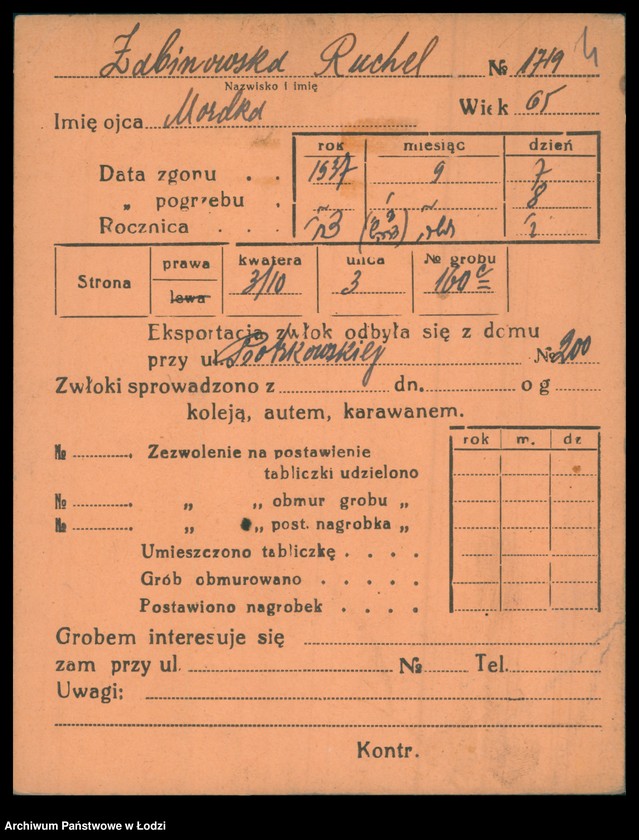 Żabinowska Ruchel № 1719 4
Nazwisko i imię
Imię ojca Mordka Wiek 65
rok miesiąc dzień
Data zgonu . . 1937 9 7
„ pogrzebu . „ „ 8
Rocznica . . .
Strona prawa lewa kwatera 3/10 ulica 3 № grobu 160 c
Eksportacja zwłok odbyła się z domu
przy ul. Piotrkowskiej № 200
Zwłoki sprowadzono z dn. o g
koleją, autem, karawanem.
rok m. dz
№ . Zezwolenie na postawienie
tabliczki udzielono
№ . „ „ obmur grobu „
№ . „ „ post. nagrobka „
Umieszczono tabliczkę . . . .
Grób obmurowano . . . . .
Postawiono nagrobek . . . .
Grobem interesuje się
zam przy ul. № Tel.
Uwagi:
Kontr.
Archiwum Państwowe w Łodzi